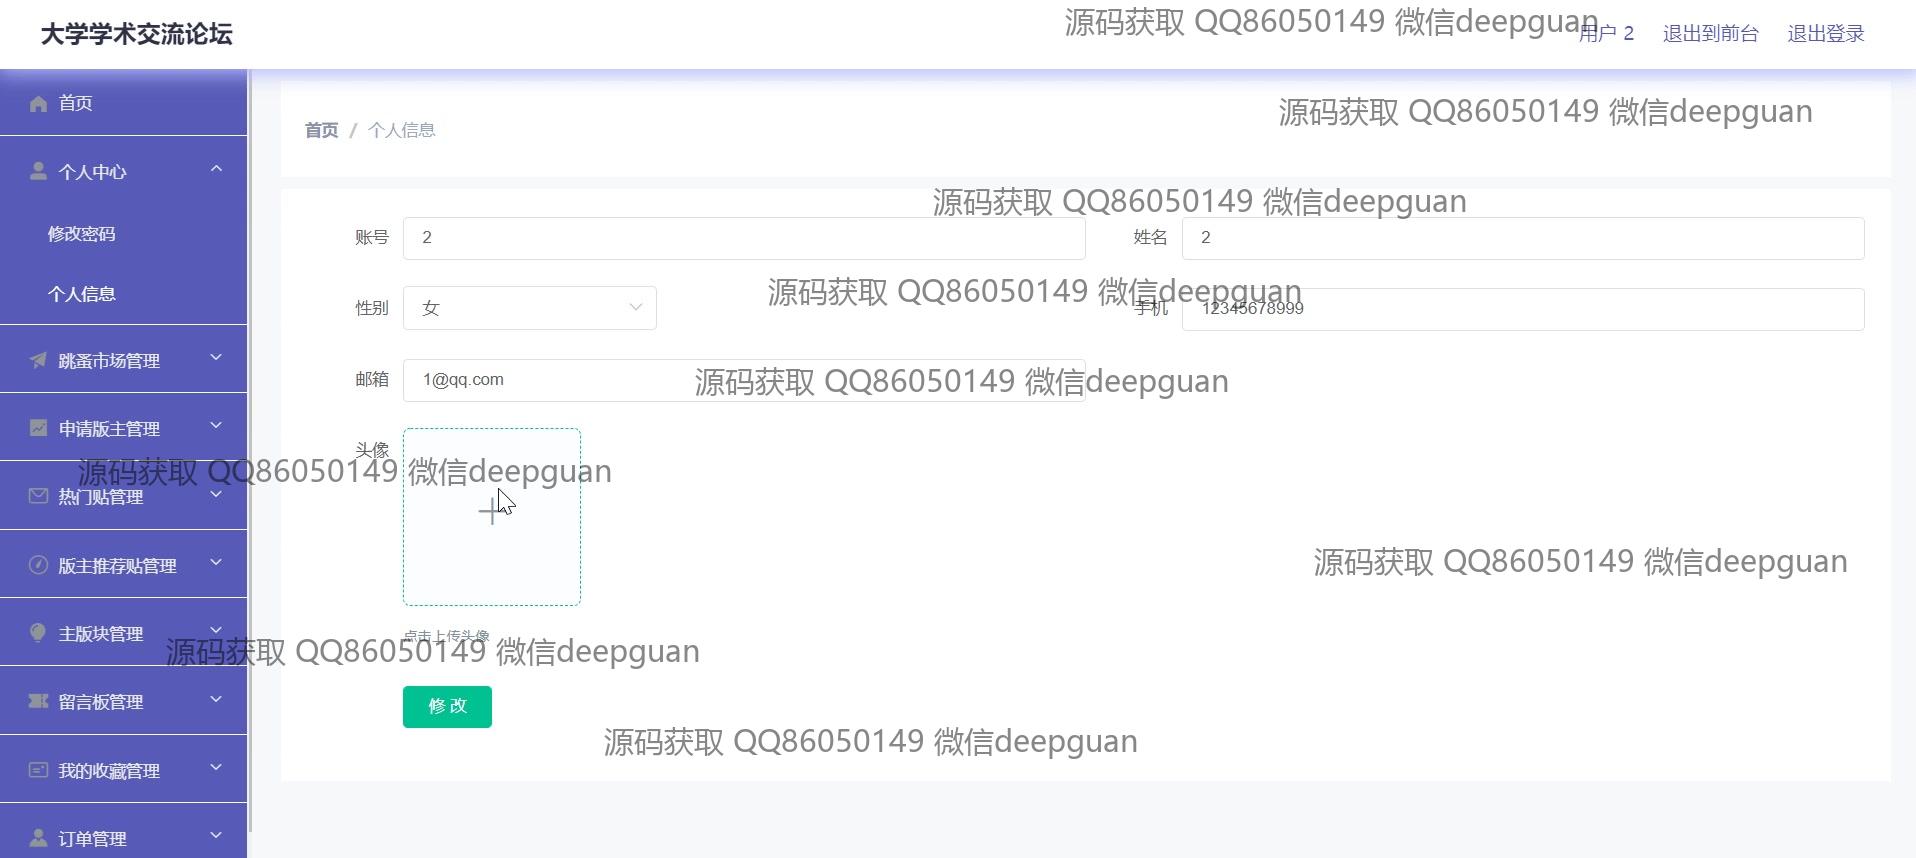 大学学术交流论坛
源码获取 QQ86050149 微信deepguan
用户 2 退出到前台 退出登录
首页
源码获取 QQ86050149 微信deepguan
首页 / 个人信息
个人中心
源码获取 QQ86050149 微信deepguan
修改密码
账号 2 姓名 2
个人信息
源码获取 QQ86050149 微信deepguan
性别 女 手机 12345678999
跳蚤市场管理
邮箱 1@qq.com
源码获取 QQ86050149 微信deepguan
申请版主管理
头像
源码获取 QQ86050149 微信deepguan
热门贴管理
版主推荐贴管理
源码获取 QQ86050149 微信deepguan
主版块管理
点击上传头像
源码获取 QQ86050149 微信deepguan
留言板管理
修改
源码获取 QQ86050149 微信deepguan
我的收藏管理
订单管理